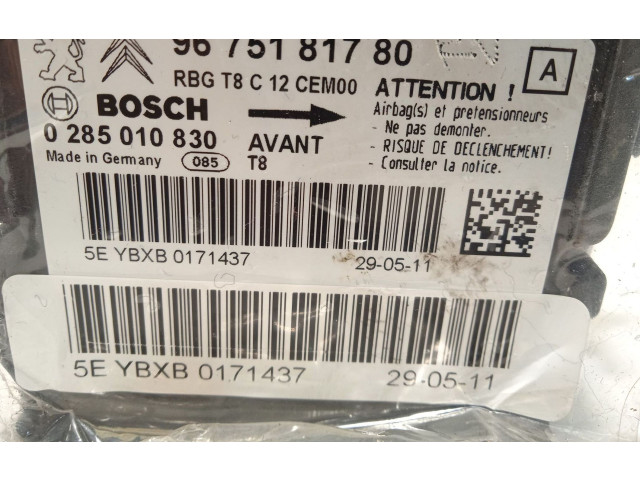 96 751 817 80
RBG T8 C 12 CEM00
A
BOSCH
0 285 010 830
AVANT
Made in Germany
085
T8
ATTENTION !
Airbag(s) et pretensionneurs
- Ne pas demonter.
- RISQUE DE DECLENCHEMENT!
- Consulter la notice.
5E YBXB 0171437
29-05-11
5E YBXB 0171437
29-05-11